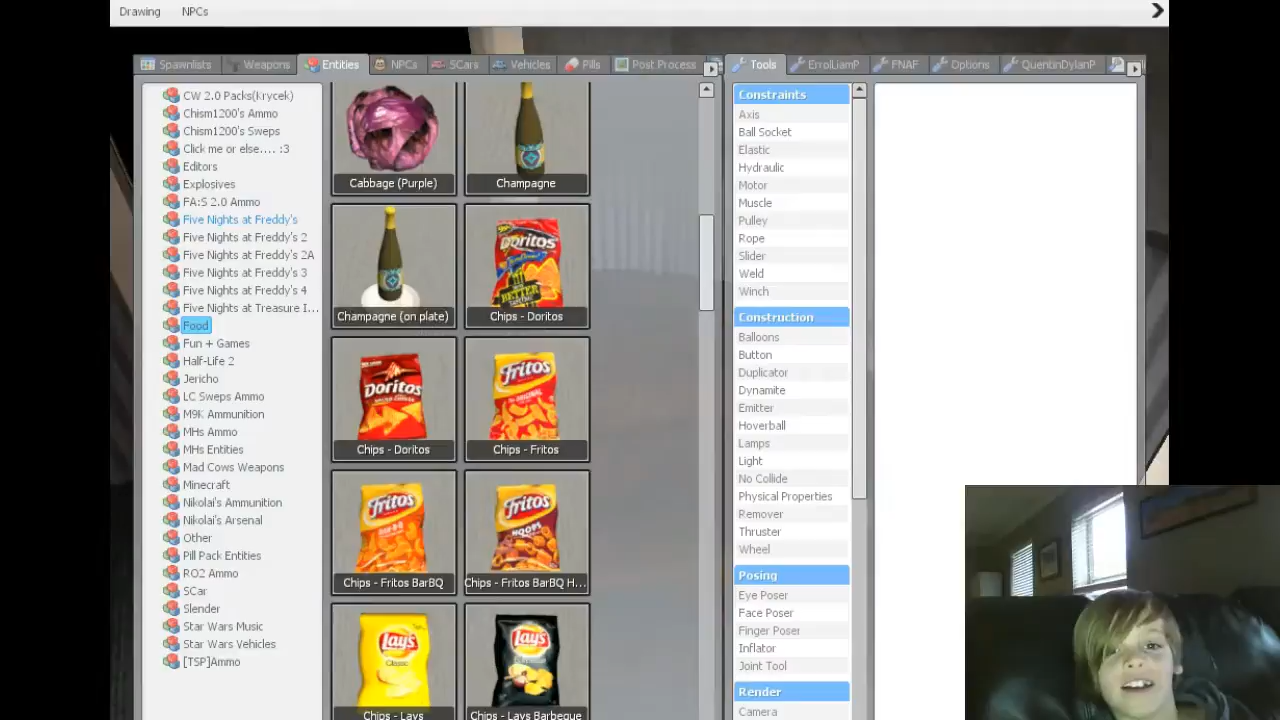 Drawing NPCs
Spawnlists Weapons Entities NPCs SCars Vehicles Pills Post Process
Tools ErrolLiamP FNAF Options QuentinDylanP
CW 2.0 Packs(Krycek)
Chism1200's Ammo
Chism1200's Sweps
Click me or else.... :3
Editors
Explosives
FA:S 2.0 Ammo
Five Nights at Freddy's
Five Nights at Freddy's 2
Five Nights at Freddy's 2A
Five Nights at Freddy's 3
Five Nights at Freddy's 4
Five Nights at Treasure I...
Food
Fun + Games
Half-Life 2
Jericho
LC Sweps Ammo
M9K Ammunition
MHs Ammo
MHs Entities
Mad Cows Weapons
Minecraft
Nikolai's Ammunition
Nikolai's Arsenal
Other
Pill Pack Entities
RO2 Ammo
SCar
Slender
Star Wars Music
Star Wars Vehicles
[TSP]Ammo
Cabbage (Purple)
Champagne
Champagne (on plate)
Doritos
BETTER
Chips - Doritos
Doritos
Chips - Doritos
Fritos
ORIGINAL
Chips - Fritos
Fritos
BAR-B-Q
Chips - Fritos BarBQ
Fritos
HOOPS
Chips - Fritos BarBQ H...
Lays
Classic
Chips - Lays
Lays
Chips - Lays Barbeque
Constraints
Axis
Ball Socket
Elastic
Hydraulic
Motor
Muscle
Pulley
Rope
Slider
Weld
Winch
Construction
Balloons
Button
Duplicator
Dynamite
Emitter
Hoverball
Lamps
Light
No Collide
Physical Properties
Remover
Thruster
Wheel
Posing
Eye Poser
Face Poser
Finger Poser
Inflator
Joint Tool
Render
Camera